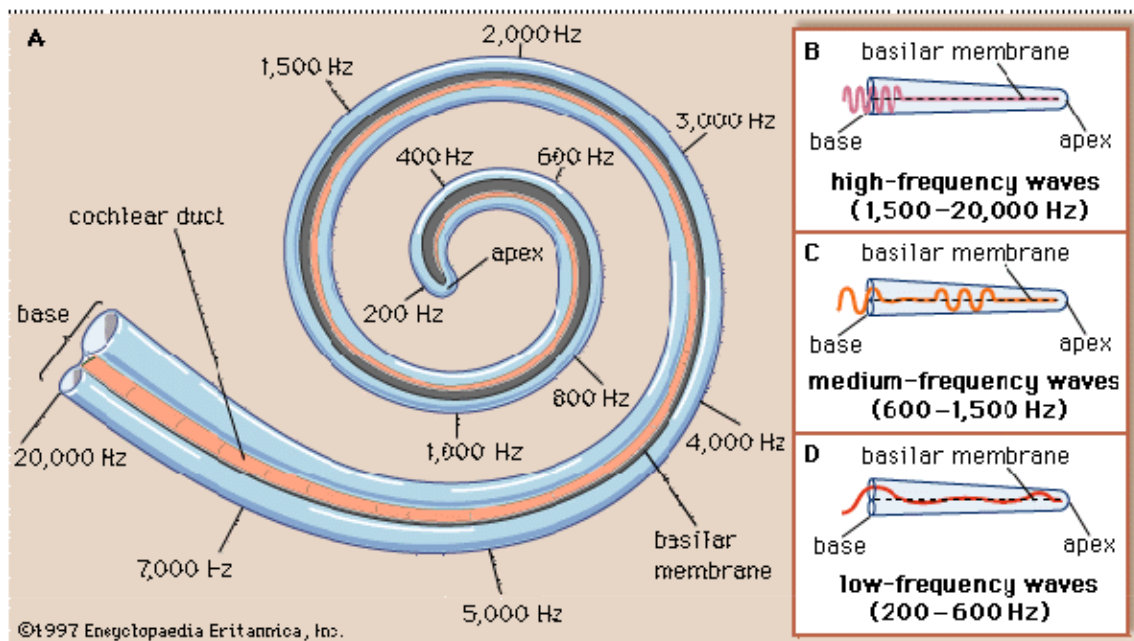 A
2,000 Hz
1,500 Hz
3,000 Hz
400 Hz
600 Hz
cochlear duct
apex
200 Hz
base
800 Hz
1,000 Hz
4,000 Hz
20,000 Hz
7,000 Hz
basilar
membrane
5,000 Hz
©1997 Encyclopaedia Britannica, Inc.
B
basilar membrane
base
apex
high-frequency waves
(1,500–20,000 Hz)
C
basilar membrane
base
apex
medium-frequency waves
(600–1,500 Hz)
D
basilar membrane
base
apex
low-frequency waves
(200–600 Hz)